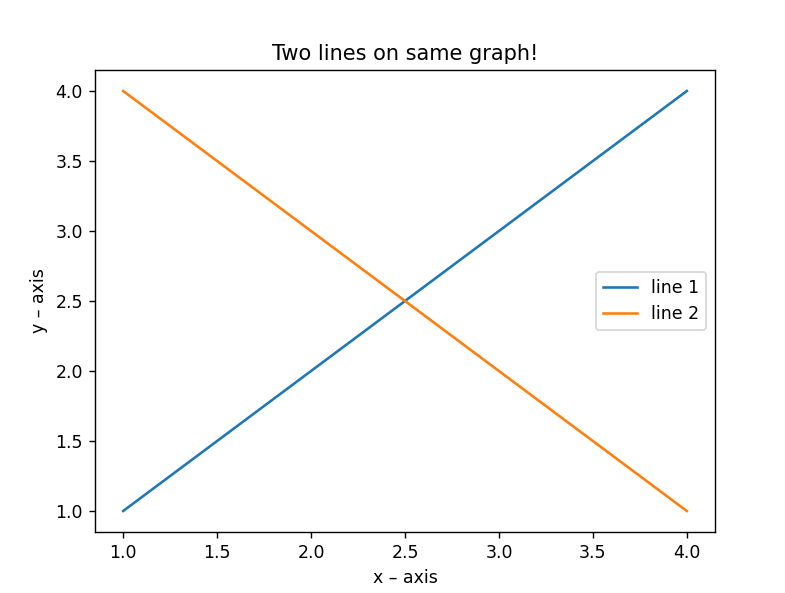 Two lines on same graph!
4.0
3.5
3.0
2.5
2.0
1.5
1.0
y – axis
line 1
line 2
1.0 1.5 2.0 2.5 3.0 3.5 4.0
x – axis